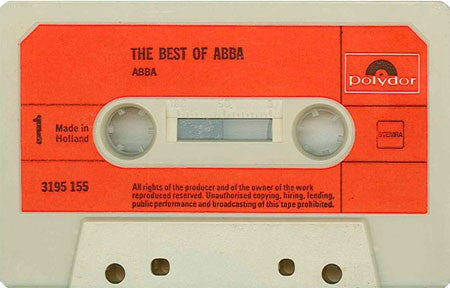 THE BEST OF ABBA
ABBA
polydor
1
Made in
Holland
STEMRA
3195 155
All rights of the producer and of the owner of the work
reproduced reserved. Unauthorised copying, hiring, lending,
public performance and broadcasting of this tape prohibited.